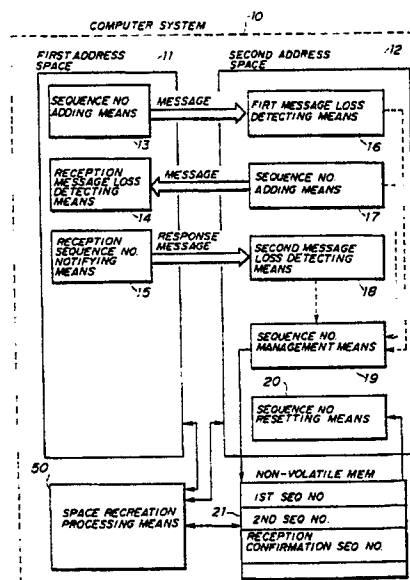 COMPUTER SYSTEM
10
FIRST ADDRESS
SPACE
11
SECOND ADDRESS
SPACE
12
SEQUENCE NO.
ADDING MEANS
13
MESSAGE
FIRT MESSAGE LOSS
DETECTING MEANS
16
RECEPTION
MESSAGE LOSS
DETECTING
MEANS
14
MESSAGE
SEQUENCE NO.
ADDING MEANS
17
RECEPTION
SEQUENCE NO.
NOTIFYING
MEANS
15
RESPONSE
MESSAGE
SECOND MESSAGE
LOSS DETECTING
MEANS
18
SEQUENCE NO.
MANAGEMENT MEANS
19
20
SEQUENCE NO.
RESETTING MEANS
50
SPACE RECREATION
PROCESSING MEANS
NON-VOLATILE MEM
21
1ST SEQ NO
2ND SEQ NO.
RECEPTION
CONFIRMATION SEQ NO.